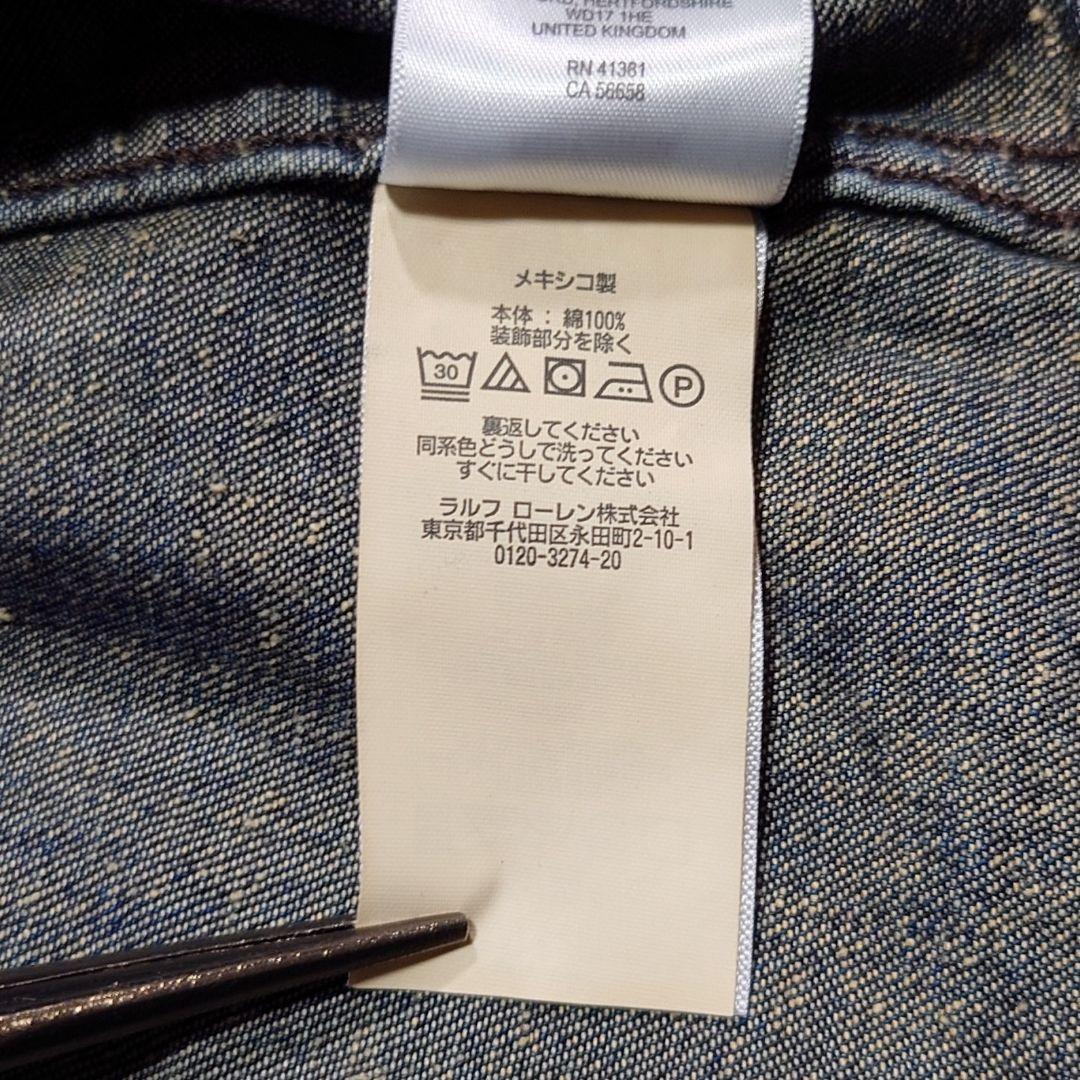 HERTFORDSHIRE
WD17 1HE
UNITED KINGDOM
RN 41381
CA 56658
メキシコ製
本体 : 綿100%
装飾部分を除く
30 P
裏返してください
同系色どうしで洗ってください
すぐに干してください
ラルフ ローレン株式会社
東京都千代田区永田町2-10-1
0120-3274-20